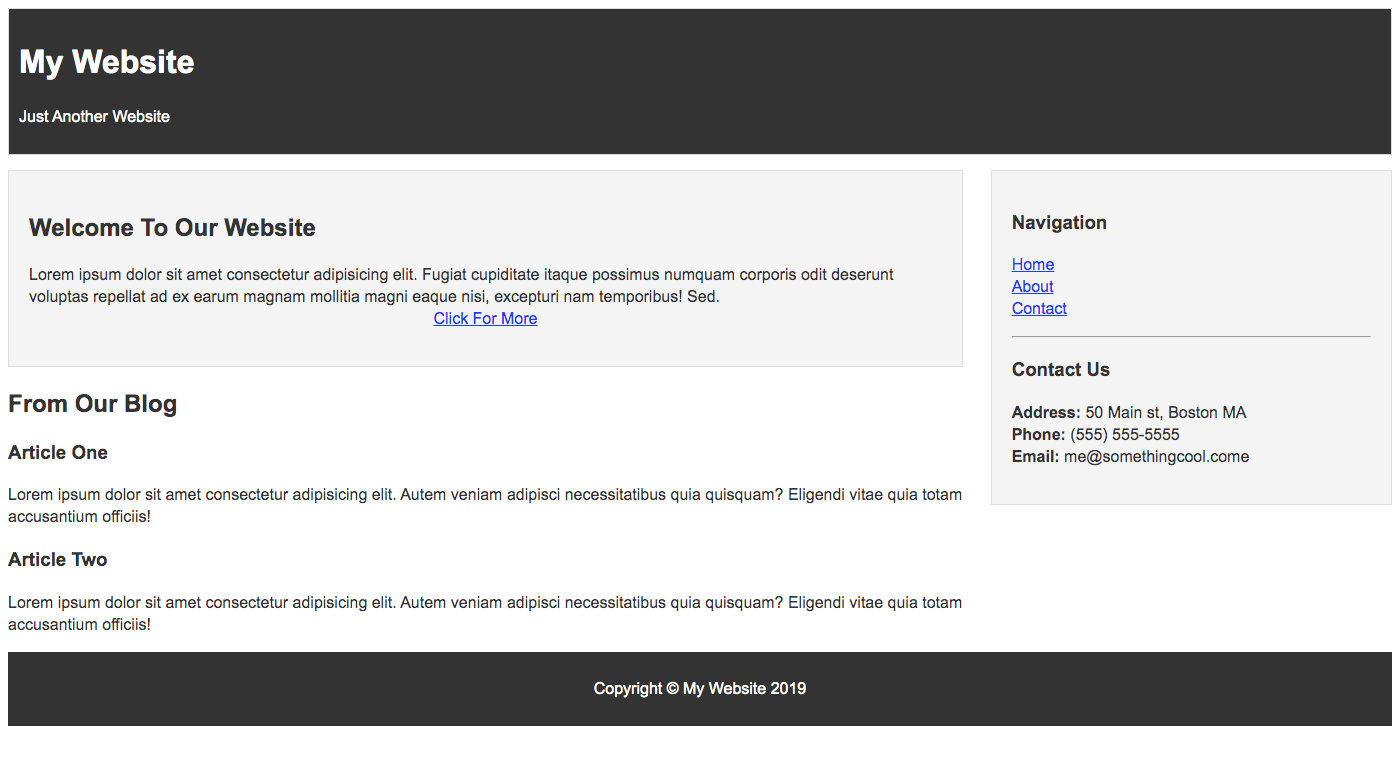 My Website
Just Another Website
Welcome To Our Website
Lorem ipsum dolor sit amet consectetur adipisicing elit. Fugiat cupiditate itaque possimus numquam corporis odit deserunt
voluptas repellat ad ex earum magnam mollitia magni eaque nisi, excepturi nam temporibus! Sed.
Click For More
From Our Blog
Article One
Lorem ipsum dolor sit amet consectetur adipisicing elit. Autem veniam adipisci necessitatibus quia quisquam? Eligendi vitae quia totam
accusantium officiis!
Article Two
Lorem ipsum dolor sit amet consectetur adipisicing elit. Autem veniam adipisci necessitatibus quia quisquam? Eligendi vitae quia totam
accusantium officiis!
Navigation
Home
About
Contact
Contact Us
Address: 50 Main st, Boston MA
Phone: (555) 555-5555
Email: me@somethingcool.come
Copyright © My Website 2019